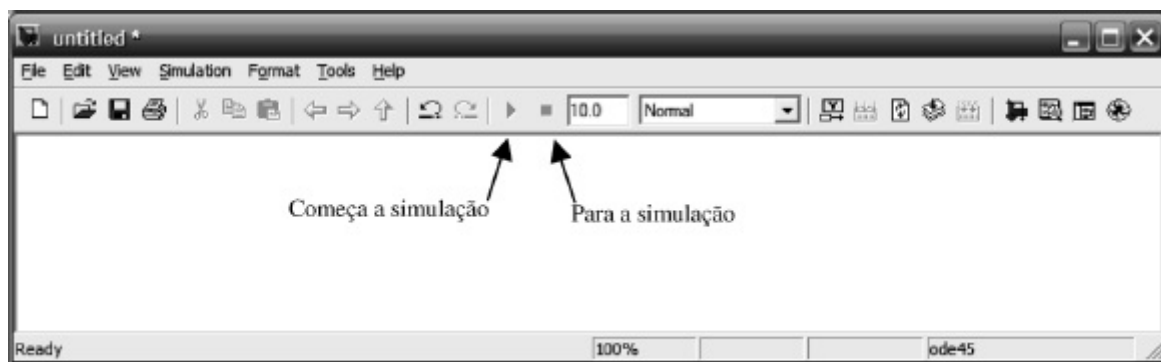 untitled *
File Edit View Simulation Format Tools Help
10.0 Normal
Começa a simulação
Para a simulação
Ready 100% ode45